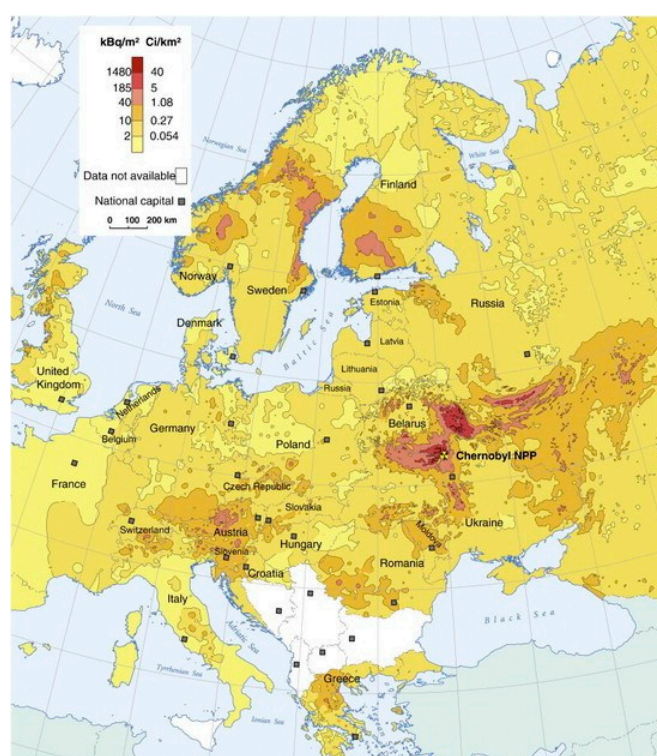 kBq/m² Ci/km²
1480 40
185 5
40 1.08
10 0.27
2 0.054
Data not available
National capital
0 100 200 km
Norwegian Sea
White Sea
Finland
Norway
Sweden
Estonia
Russia
North Sea
Baltic Sea
Denmark
Latvia
Lithuania
United
Kingdom
Russia
Netherlands
Belarus
Germany
Belgium
Poland
Chernobyl NPP
France
Czech Republic
Slovakia
Ukraine
Switzerland
Austria
Moldova
Hungary
Slovenia
Croatia
Romania
Italy
Adriatic Sea
Black Sea
Tyrrhenian Sea
Greece
Ionian Sea